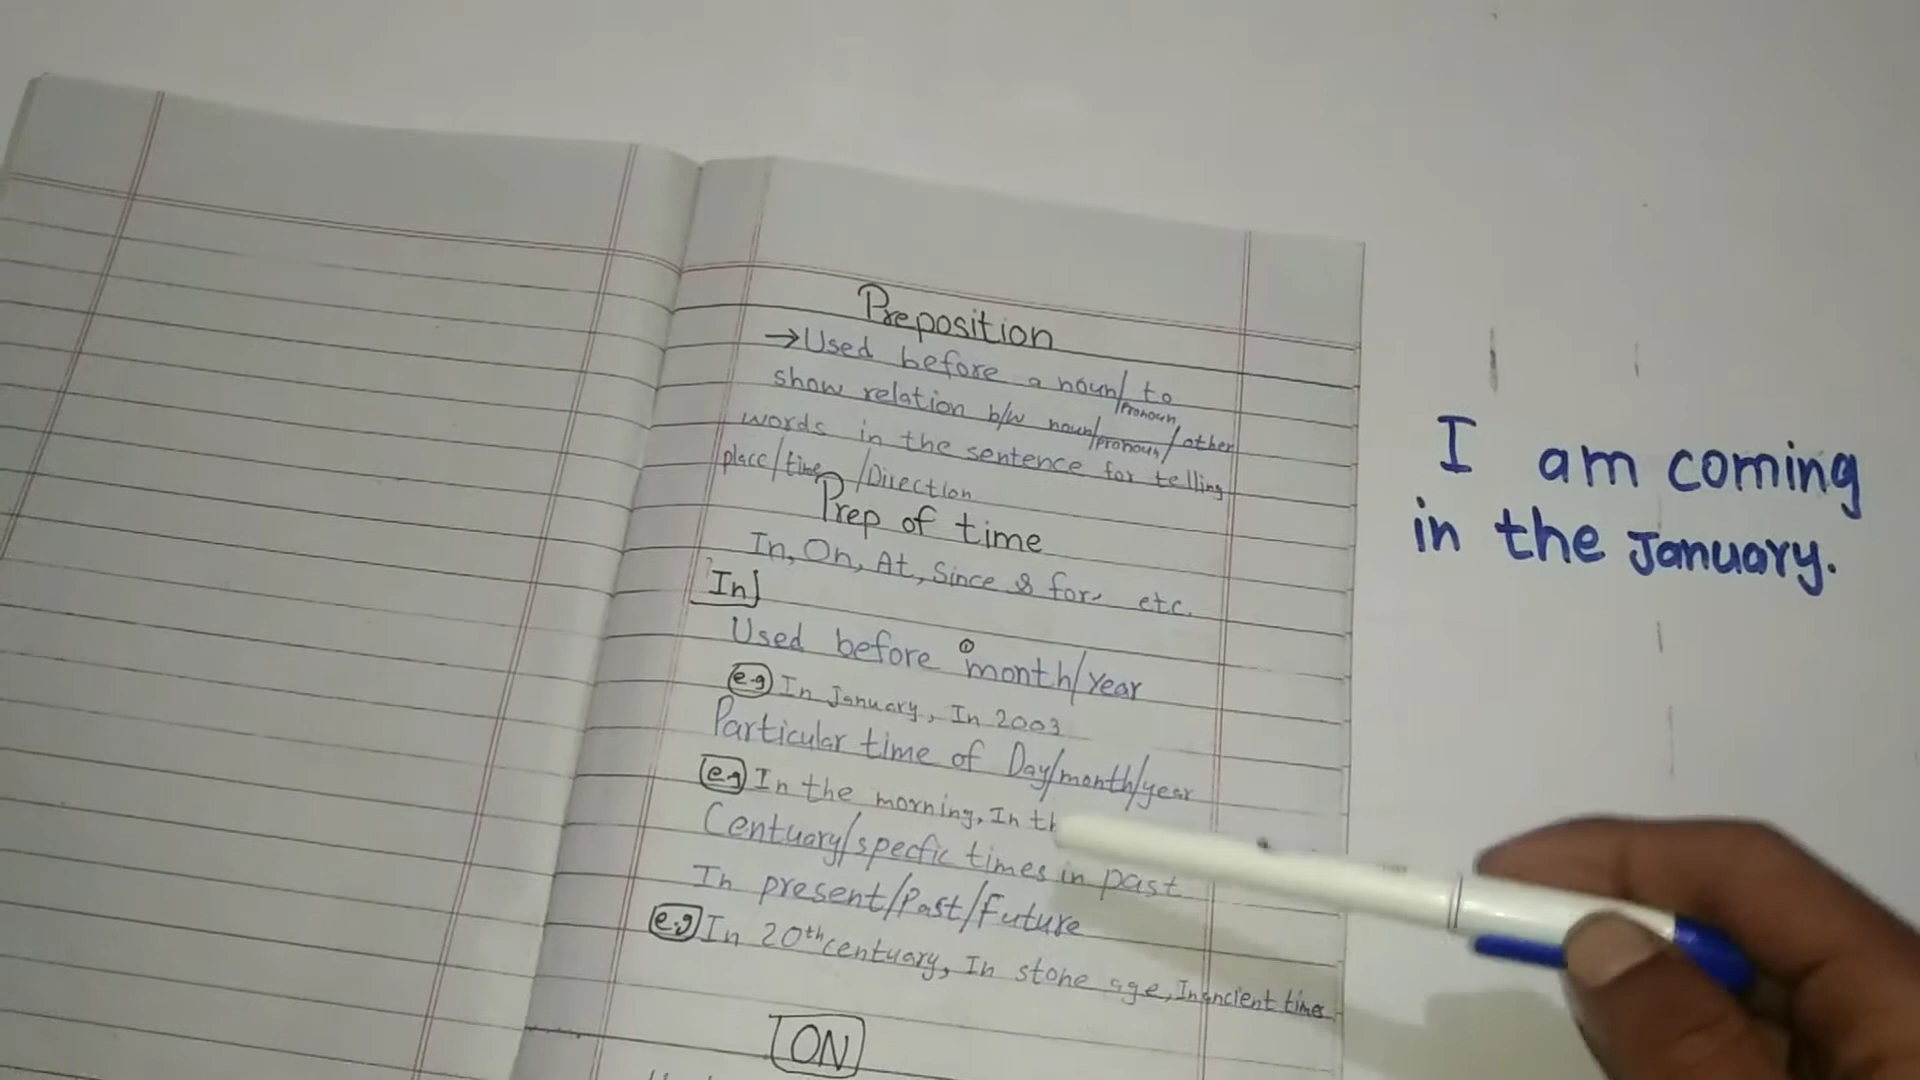 Preposition
→ Used before a noun/pronoun to
show relation b/w noun/pronoun/other
words in the sentence for telling
place/time/Direction
Prep of time
In, On, At, Since & for, etc.
In
Used before ① month/year
e.g In January, In 2003
Particular time of Day/month/year
e.g In the morning, In
Centuary/specfic times in past
In present/Past/Future
e.g In 20th centuary, In stone age, In ancient times
ON
I am coming
in the January.